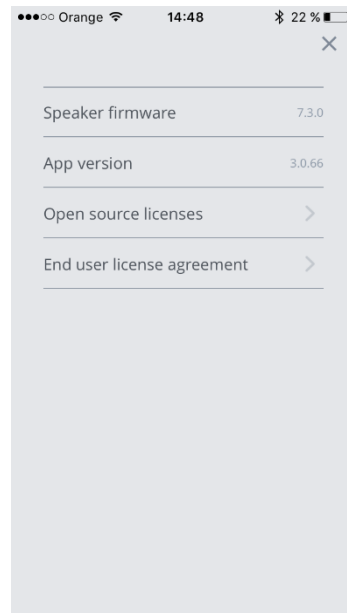 Orange 14:48 22 %
Speaker firmware 7.3.0
App version 3.0.66
Open source licenses
End user license agreement